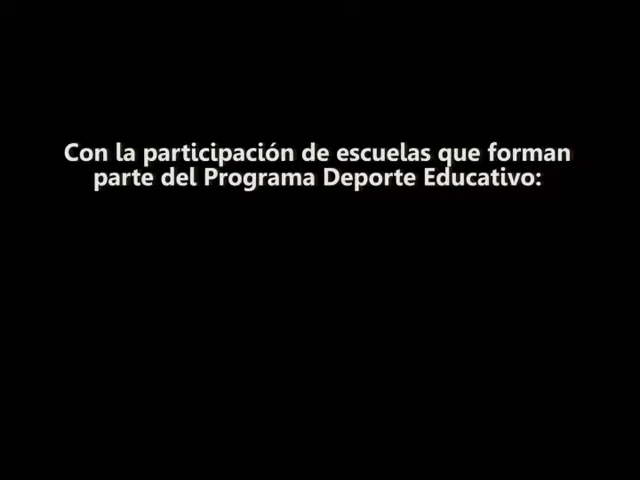 Con la participación de escuelas que forman
parte del Programa Deporte Educativo: